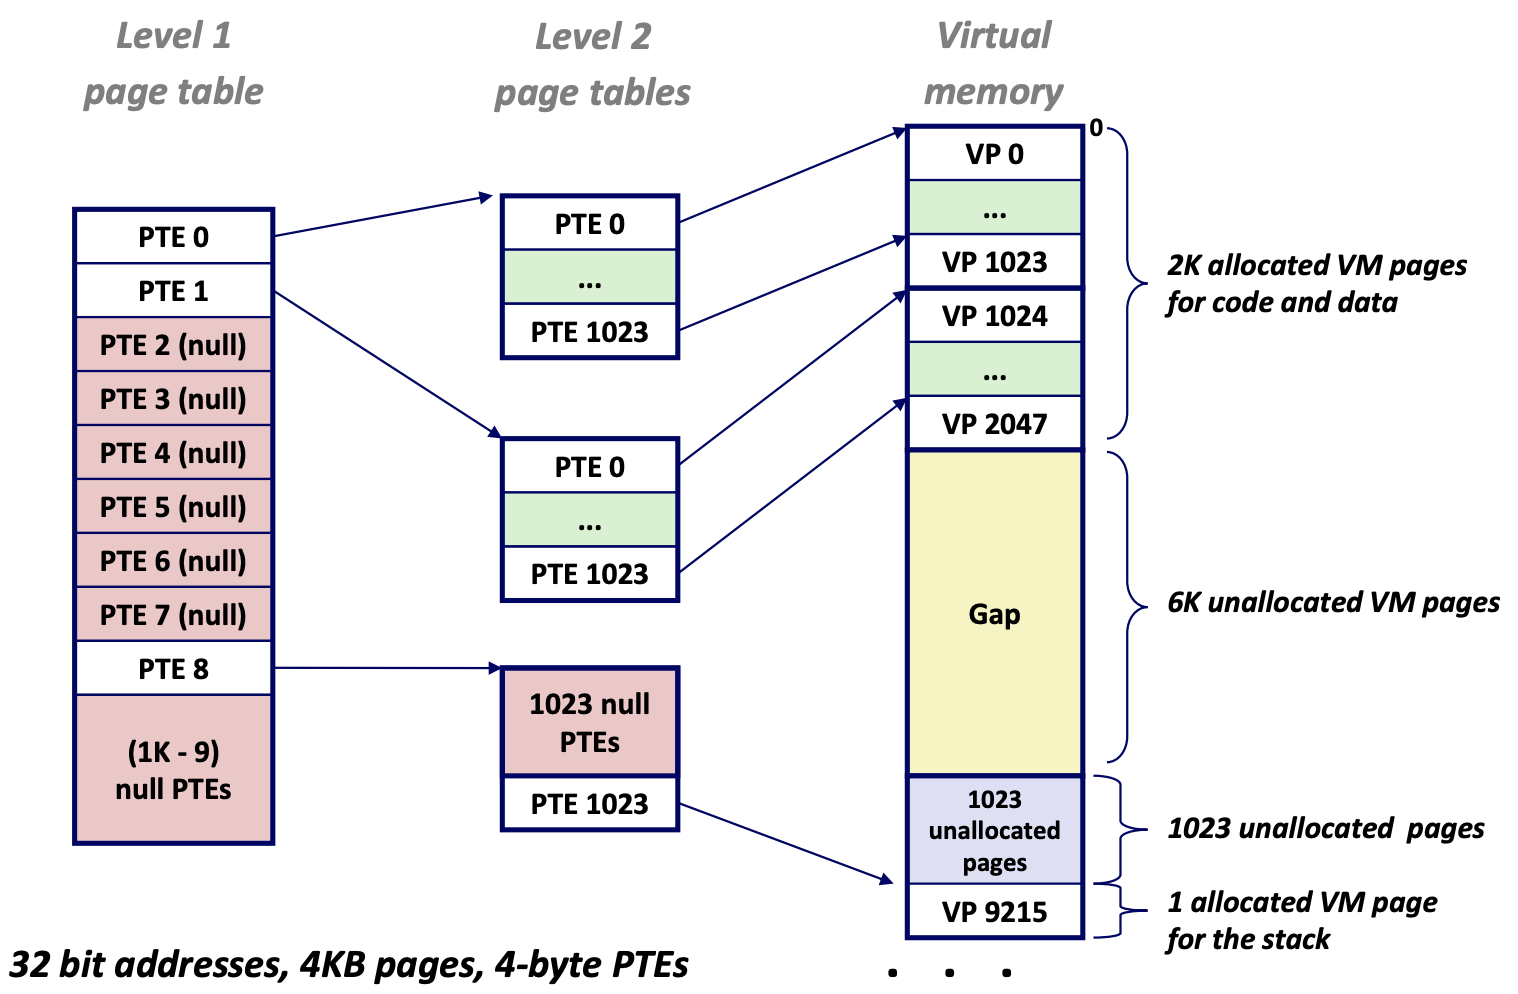 Level 1
page table
Level 2
page tables
Virtual
memory
PTE 0
PTE 1
PTE 2 (null)
PTE 3 (null)
PTE 4 (null)
PTE 5 (null)
PTE 6 (null)
PTE 7 (null)
PTE 8
(1K - 9)
null PTEs
PTE 0
...
PTE 1023
PTE 0
...
PTE 1023
1023 null
PTEs
PTE 1023
0
VP 0
...
VP 1023
VP 1024
...
VP 2047
Gap
1023
unallocated
pages
VP 9215
. . .
2K allocated VM pages
for code and data
6K unallocated VM pages
1023 unallocated  pages
1 allocated VM page
for the stack
32 bit addresses, 4KB pages, 4-byte PTEs